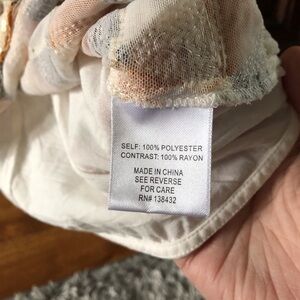 SELF: 100% POLYESTER
CONTRAST: 100% RAYON
MADE IN CHINA
SEE REVERSE
FOR CARE
RN# 138432